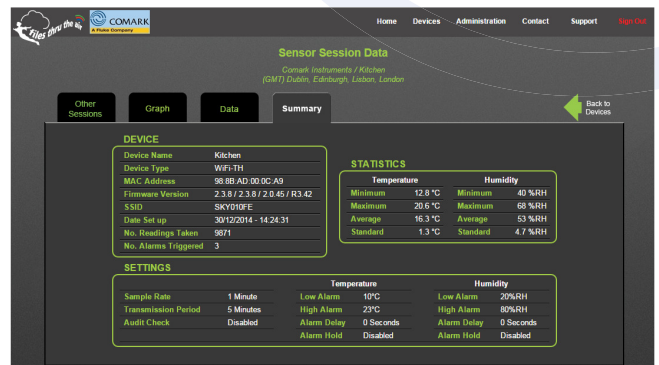 Files thru the air
COMARK
A Fluke Company
Home Devices Administration Contact Support Sign Out
Sensor Session Data
Comark Instruments / Kitchen
(GMT) Dublin, Edinburgh, Lisbon, London
Other Sessions Graph Data Summary
Back to Devices
DEVICE
Device Name Kitchen
Device Type WiFi-TH
MAC Address 98:8B:AD:00:0C:A9
Firmware Version 2.3.8 / 2.3.8 / 2.0.45 / R3.42
SSID SKY010FE
Date Set up 30/12/2014 - 14:24:31
No. Readings Taken 9871
No. Alarms Triggered 3
STATISTICS
Temperature Humidity
Minimum 12.8 °C Minimum 40 %RH
Maximum 20.6 °C Maximum 68 %RH
Average 16.3 °C Average 53 %RH
Standard 1.3 °C Standard 4.7 %RH
SETTINGS
Temperature Humidity
Sample Rate 1 Minute Low Alarm 10°C Low Alarm 20%RH
Transmission Period 5 Minutes High Alarm 23°C High Alarm 80%RH
Audit Check Disabled Alarm Delay 0 Seconds Alarm Delay 0 Seconds
Alarm Hold Disabled Alarm Hold Disabled